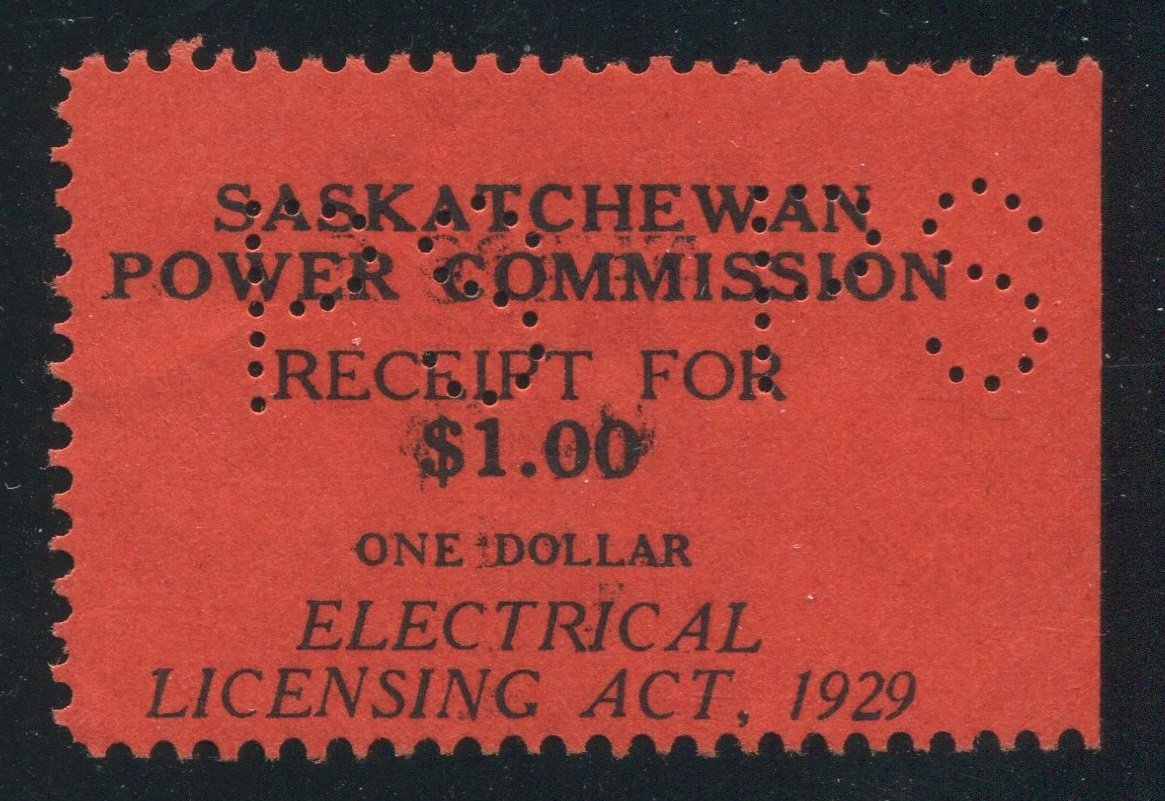 SASKATCHEWAN
POWER COMMISSION
RECEIPT FOR
$1.00
ONE DOLLAR
ELECTRICAL
LICENSING ACT, 1929